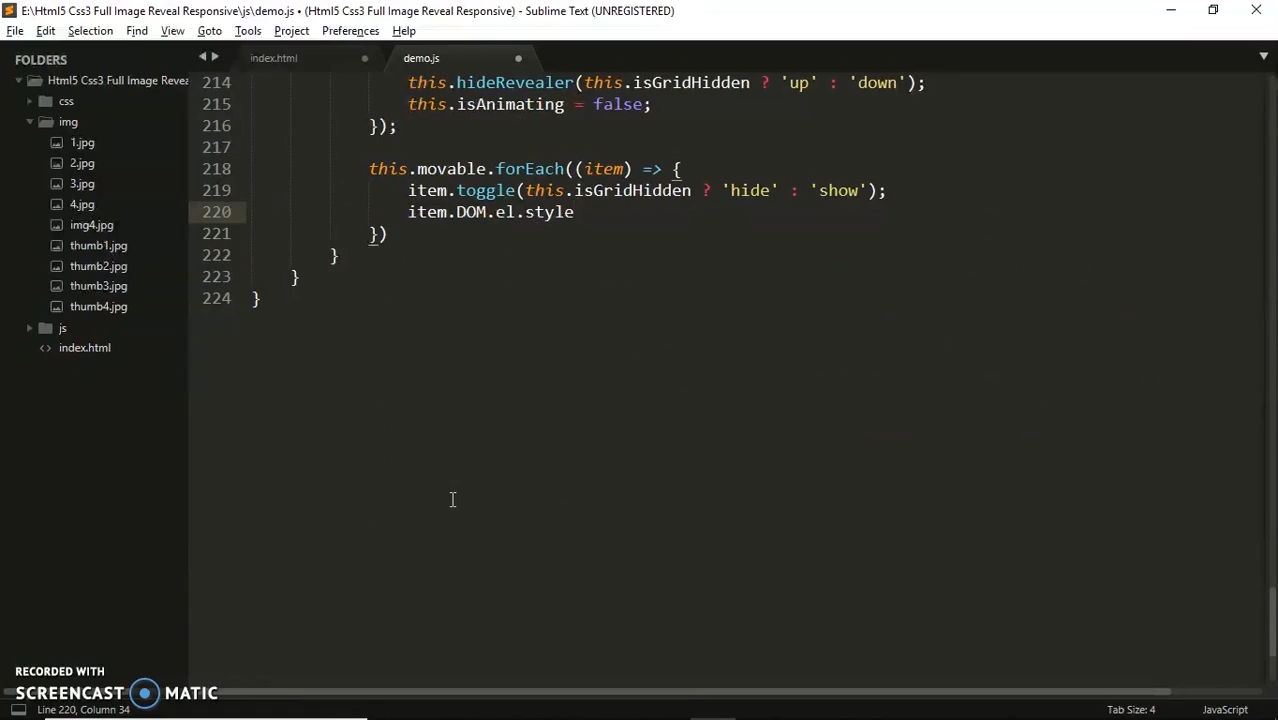 E:\Html5 Css3 Full Image Reveal Responsive\js\demo.js • (Html5 Css3 Full Image Reveal Responsive) - Sublime Text (UNREGISTERED)
File Edit Selection Find View Goto Tools Project Preferences Help
FOLDERS
Html5 Css3 Full Image Revea
css
img
1.jpg
2.jpg
3.jpg
4.jpg
img4.jpg
thumb1.jpg
thumb2.jpg
thumb3.jpg
thumb4.jpg
js
index.html
index.html demo.js
214 this.hideRevealer(this.isGridHidden ? 'up' : 'down');
215 this.isAnimating = false;
216 });
217
218 this.movable.forEach((item) => {
219 item.toggle(this.isGridHidden ? 'hide' : 'show');
220 item.DOM.el.style
221 })
222 }
223 }
224 }
RECORDED WITH
SCREENCAST MATIC
Line 220, Column 34 Tab Size: 4 JavaScript